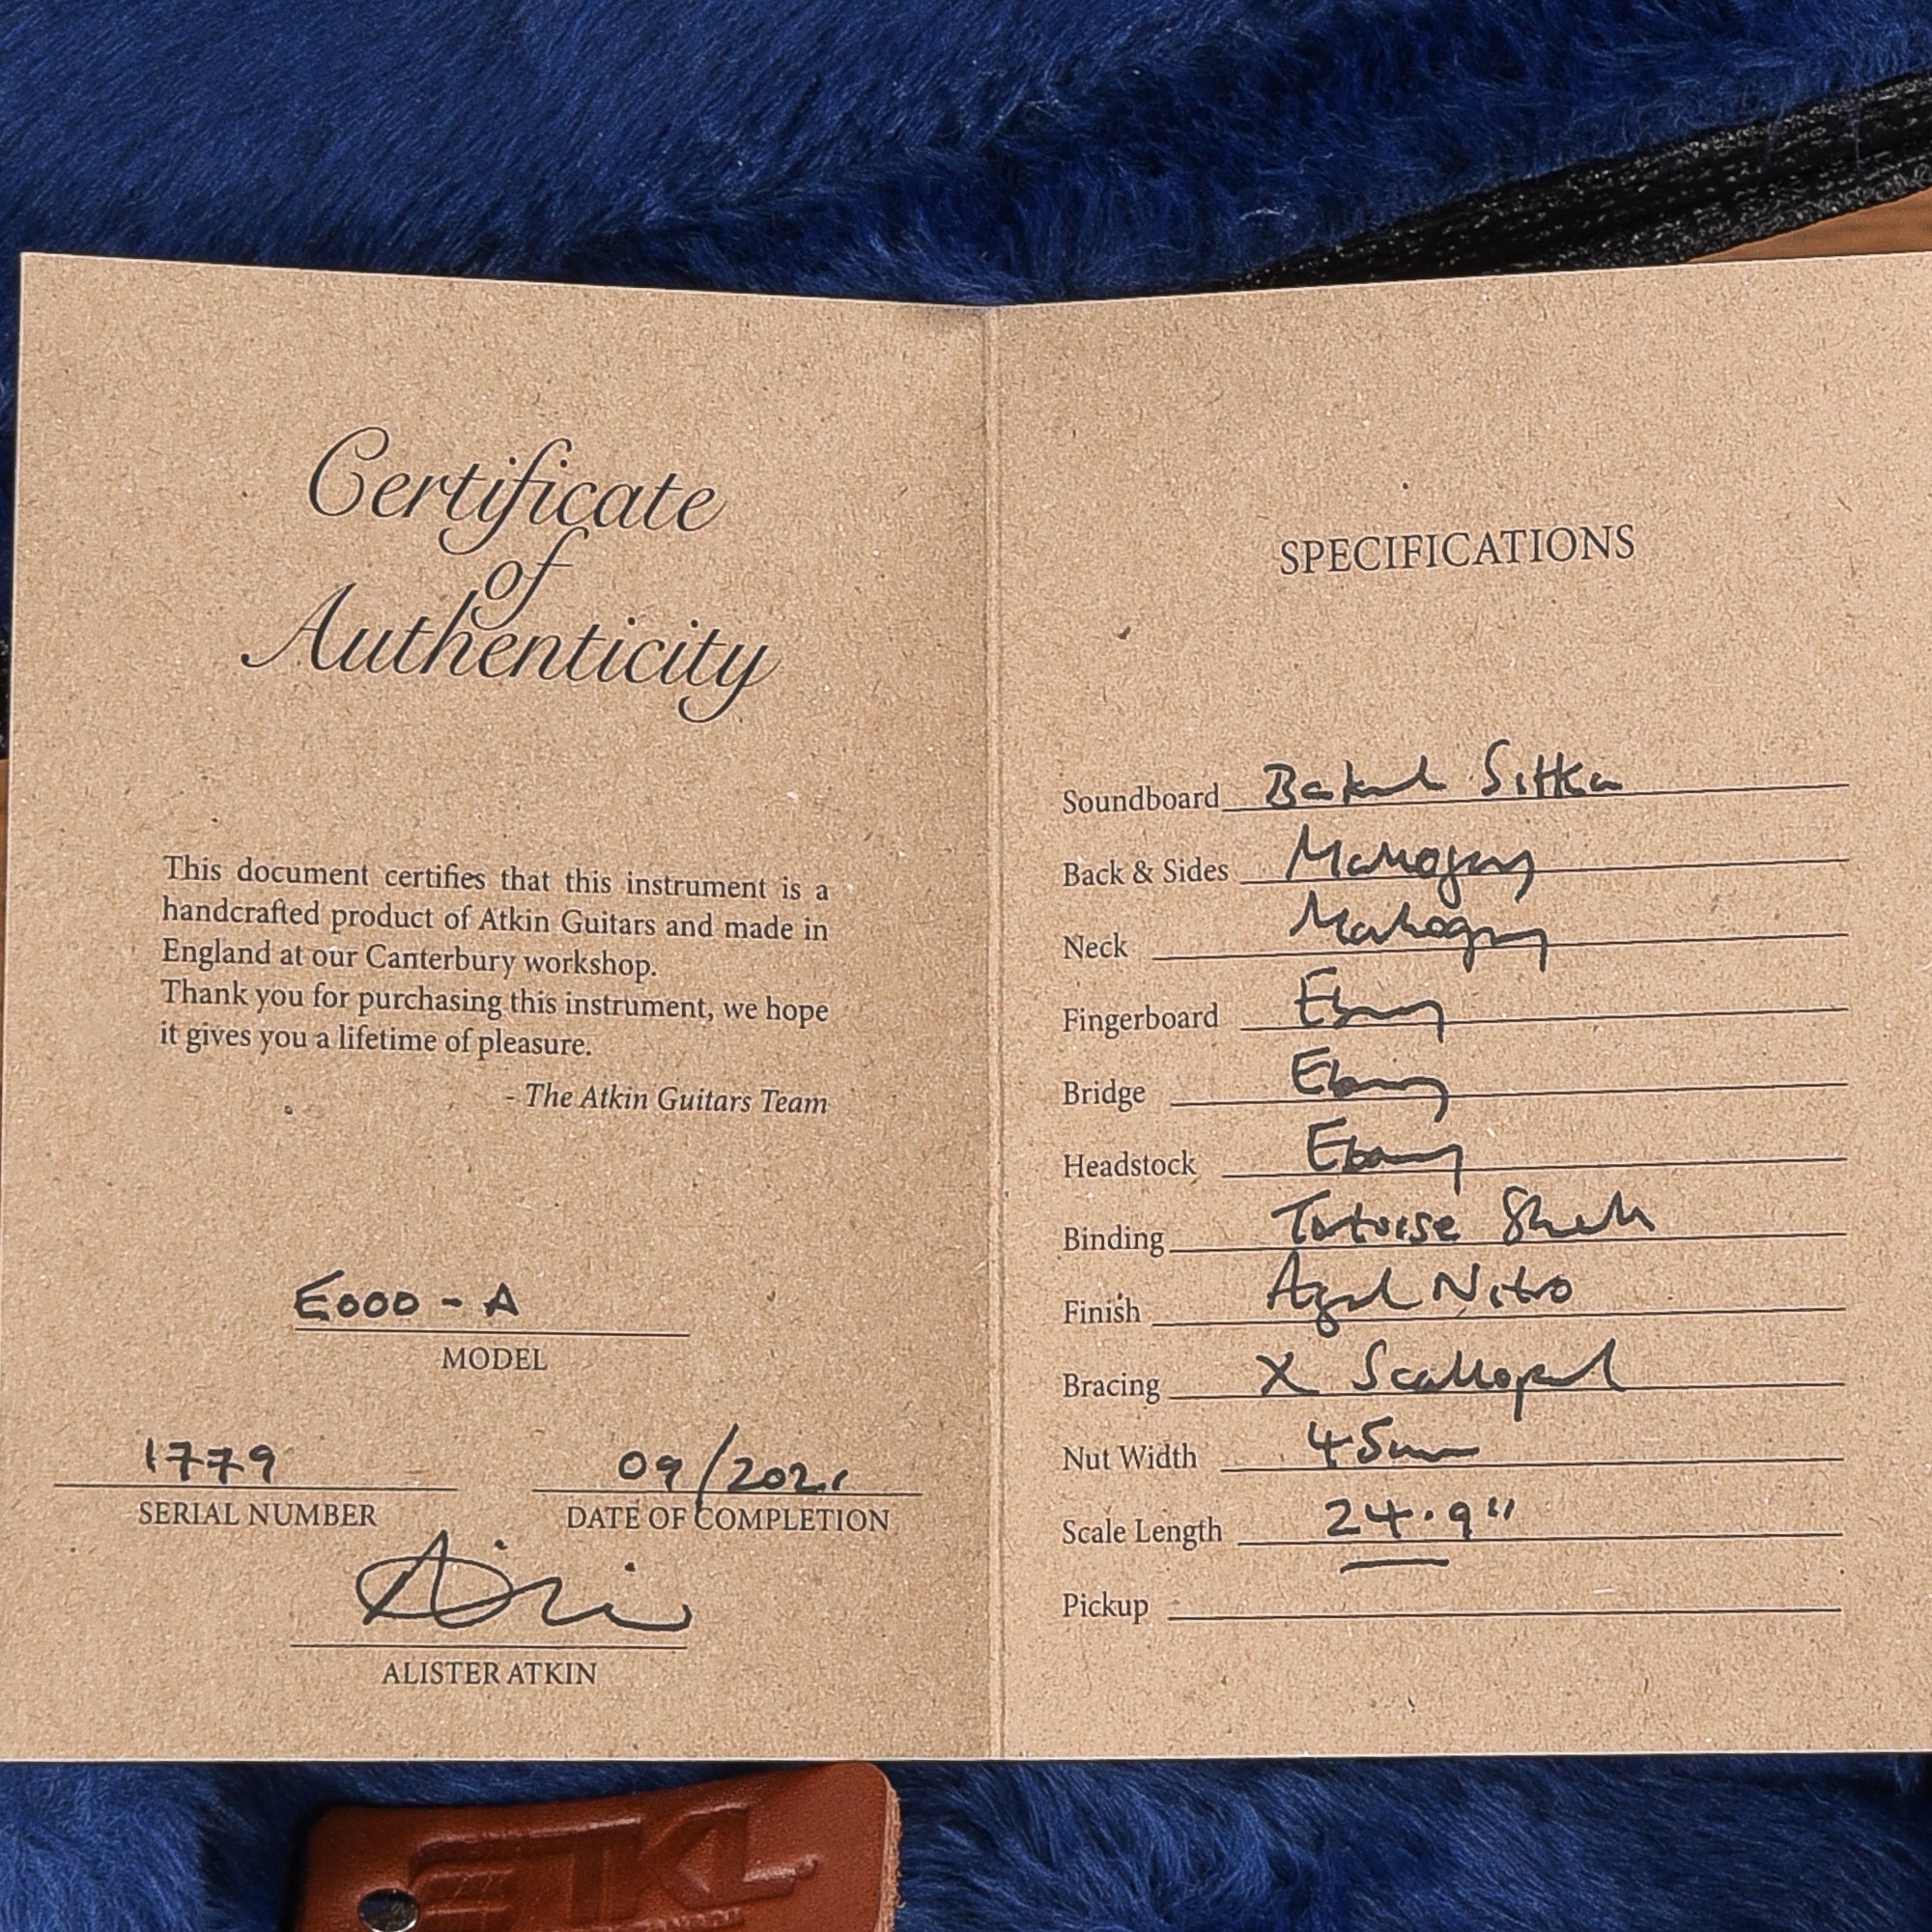 Certificate
of
Authenticity
This document certifies that this instrument is a
handcrafted product of Atkin Guitars and made in
England at our Canterbury workshop.
Thank you for purchasing this instrument, we hope
it gives you a lifetime of pleasure.
- The Atkin Guitars Team
E000 - A
MODEL
1779
SERIAL NUMBER
09/2021
DATE OF COMPLETION
ALISTER ATKIN
SPECIFICATIONS
Soundboard Baked Sitka
Back & Sides Mahogany
Neck Mahogany
Fingerboard Ebony
Bridge Ebony
Headstock Ebony
Binding Tortoise Shell
Finish Aged Nitro
Bracing X Scalloped
Nut Width 45mm
Scale Length 24.9"
Pickup
TKL